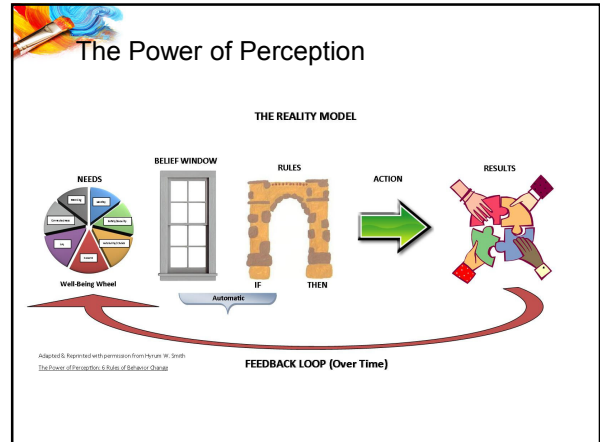 The Power of Perception
THE REALITY MODEL
NEEDS
BELIEF WINDOW
RULES
ACTION
RESULTS
Well-Being Wheel
IF
THEN
Automatic
FEEDBACK LOOP (Over Time)
Adapted & Reprinted with permission from Hyrum W. Smith
The Power of Perception: 6 Rules of Behavior Change